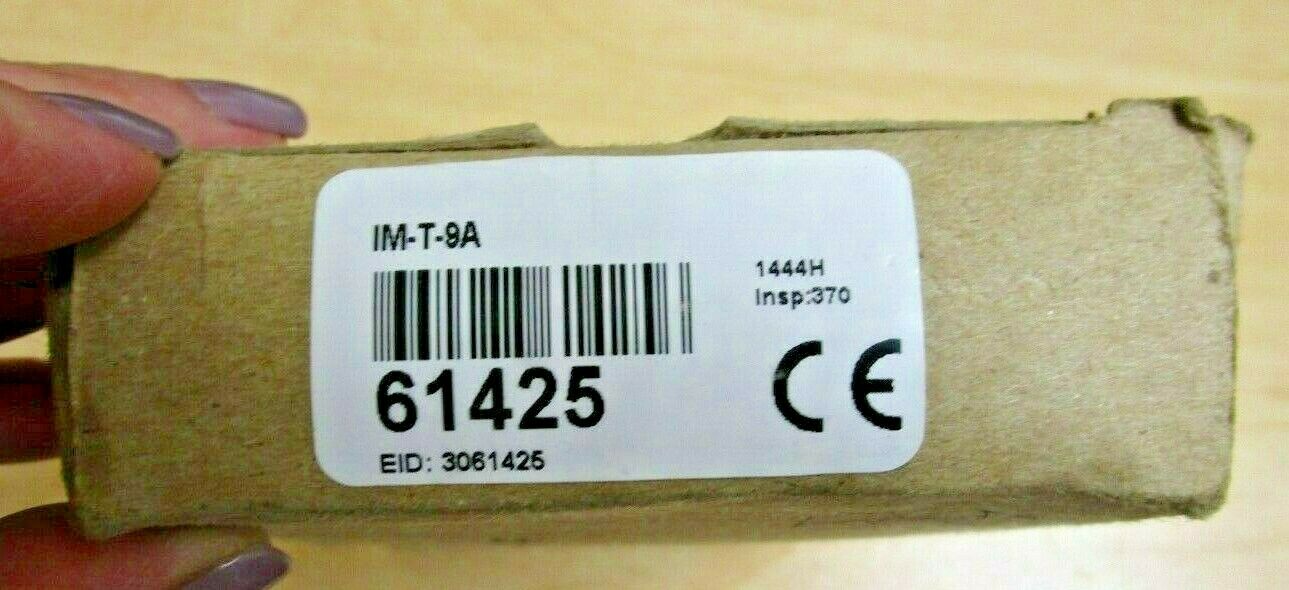 IM-T-9A
1444H
Insp:370
61425
CE
EID: 3061425